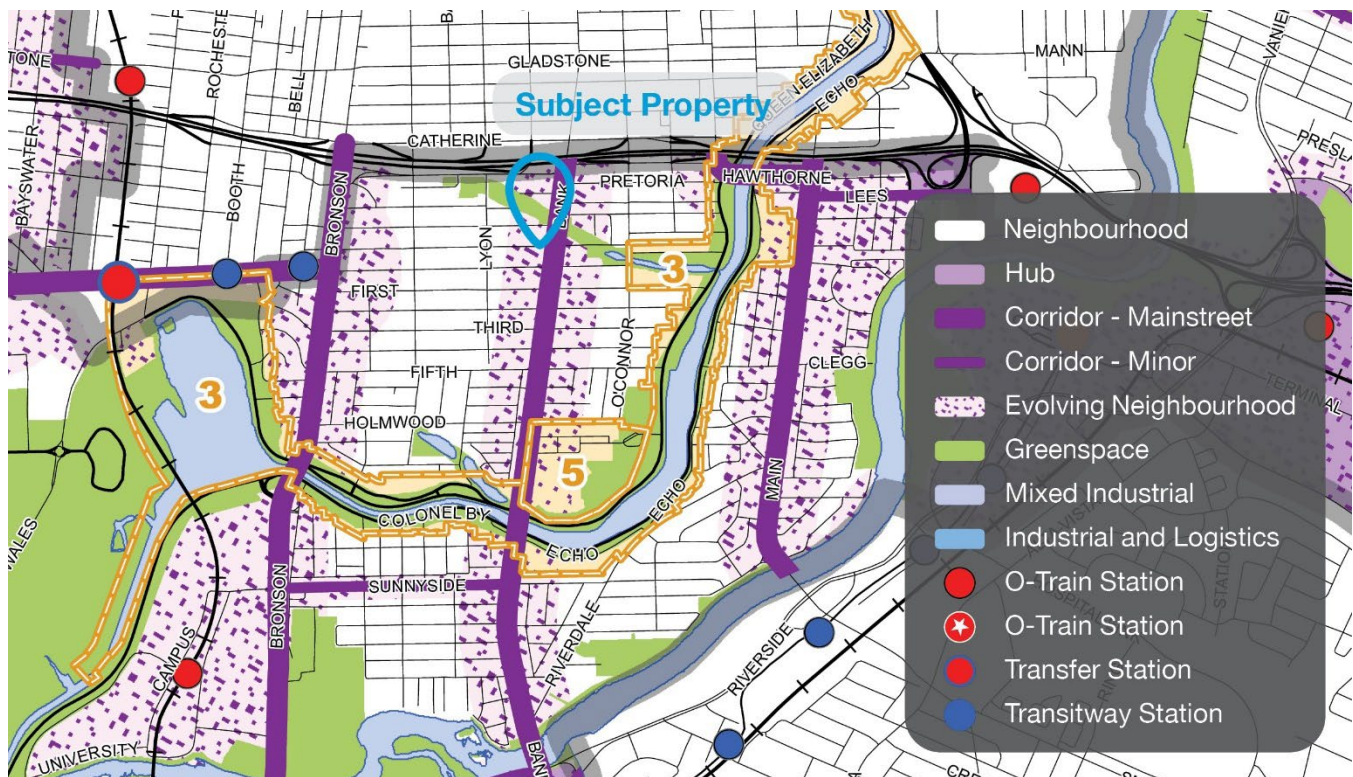 ROCHESTER
BELL
GLADSTONE
MANN
VANIER
TONE
Subject Property
QUEEN ELIZABETH
ECHO
CATHERINE
BAYSWATER
BOOTH
BRONSON
BANK
PRETORIA
HAWTHORNE
LEES
LYON
3
FIRST
THIRD
O'CONNOR
FIFTH
CLEGG
3
HOLMWOOD
5
MAIN
ECHO
COLONEL BY
ECHO
SUNNYSIDE
BRONSON
RIVERDALE
CAMPUS
RIVERSIDE
UNIVERSITY
Neighbourhood
Hub
Corridor - Mainstreet
Corridor - Minor
Evolving Neighbourhood
Greenspace
Mixed Industrial
Industrial and Logistics
O-Train Station
O-Train Station
Transfer Station
Transitway Station
TERMINAL
STATION
HOSPITAL